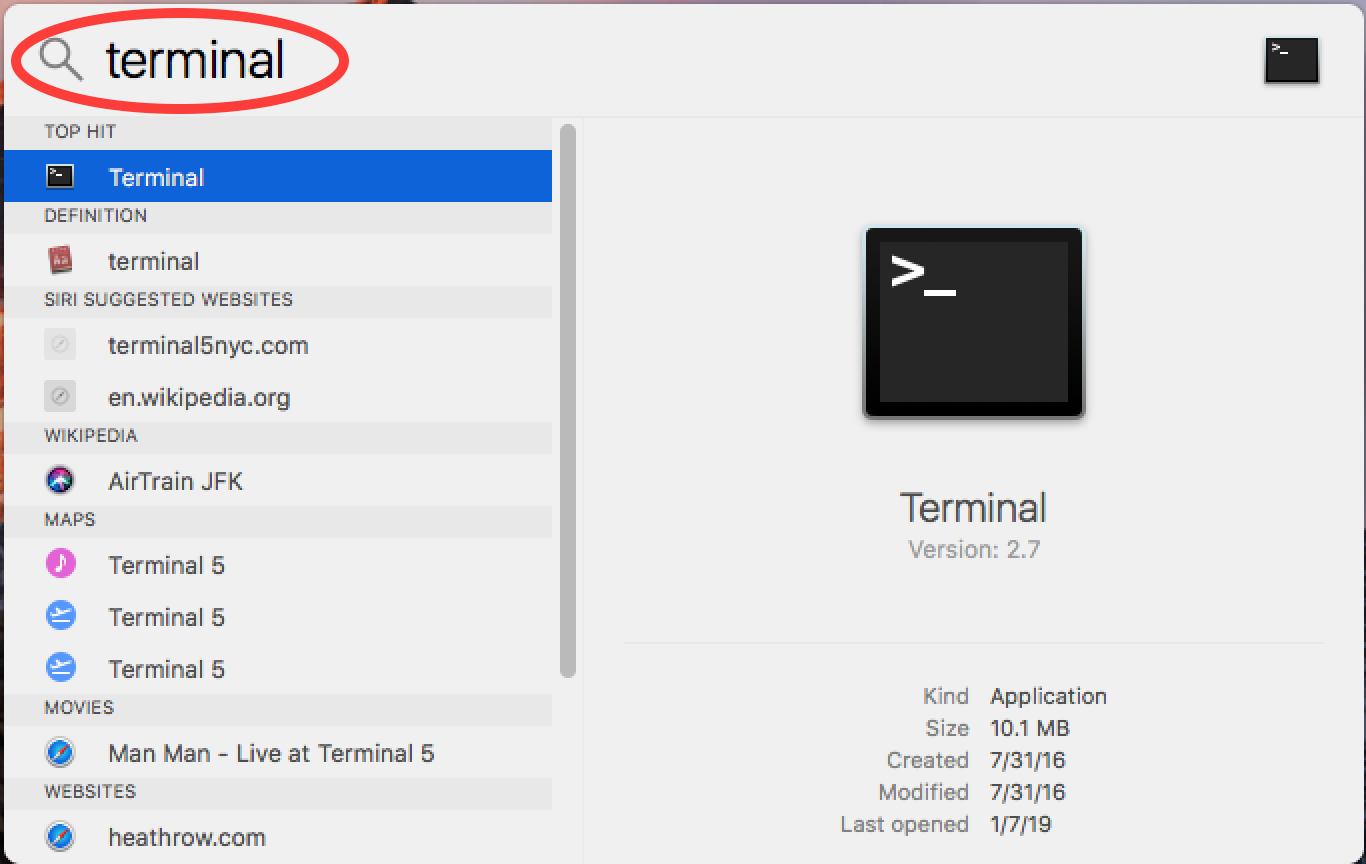 terminal
TOP HIT
Terminal
DEFINITION
terminal
SIRI SUGGESTED WEBSITES
terminal5nyc.com
en.wikipedia.org
WIKIPEDIA
AirTrain JFK
MAPS
Terminal 5
Terminal 5
Terminal 5
MOVIES
Man Man - Live at Terminal 5
WEBSITES
heathrow.com
>_
Terminal
Version: 2.7
Kind Application
Size 10.1 MB
Created 7/31/16
Modified 7/31/16
Last opened 1/7/19